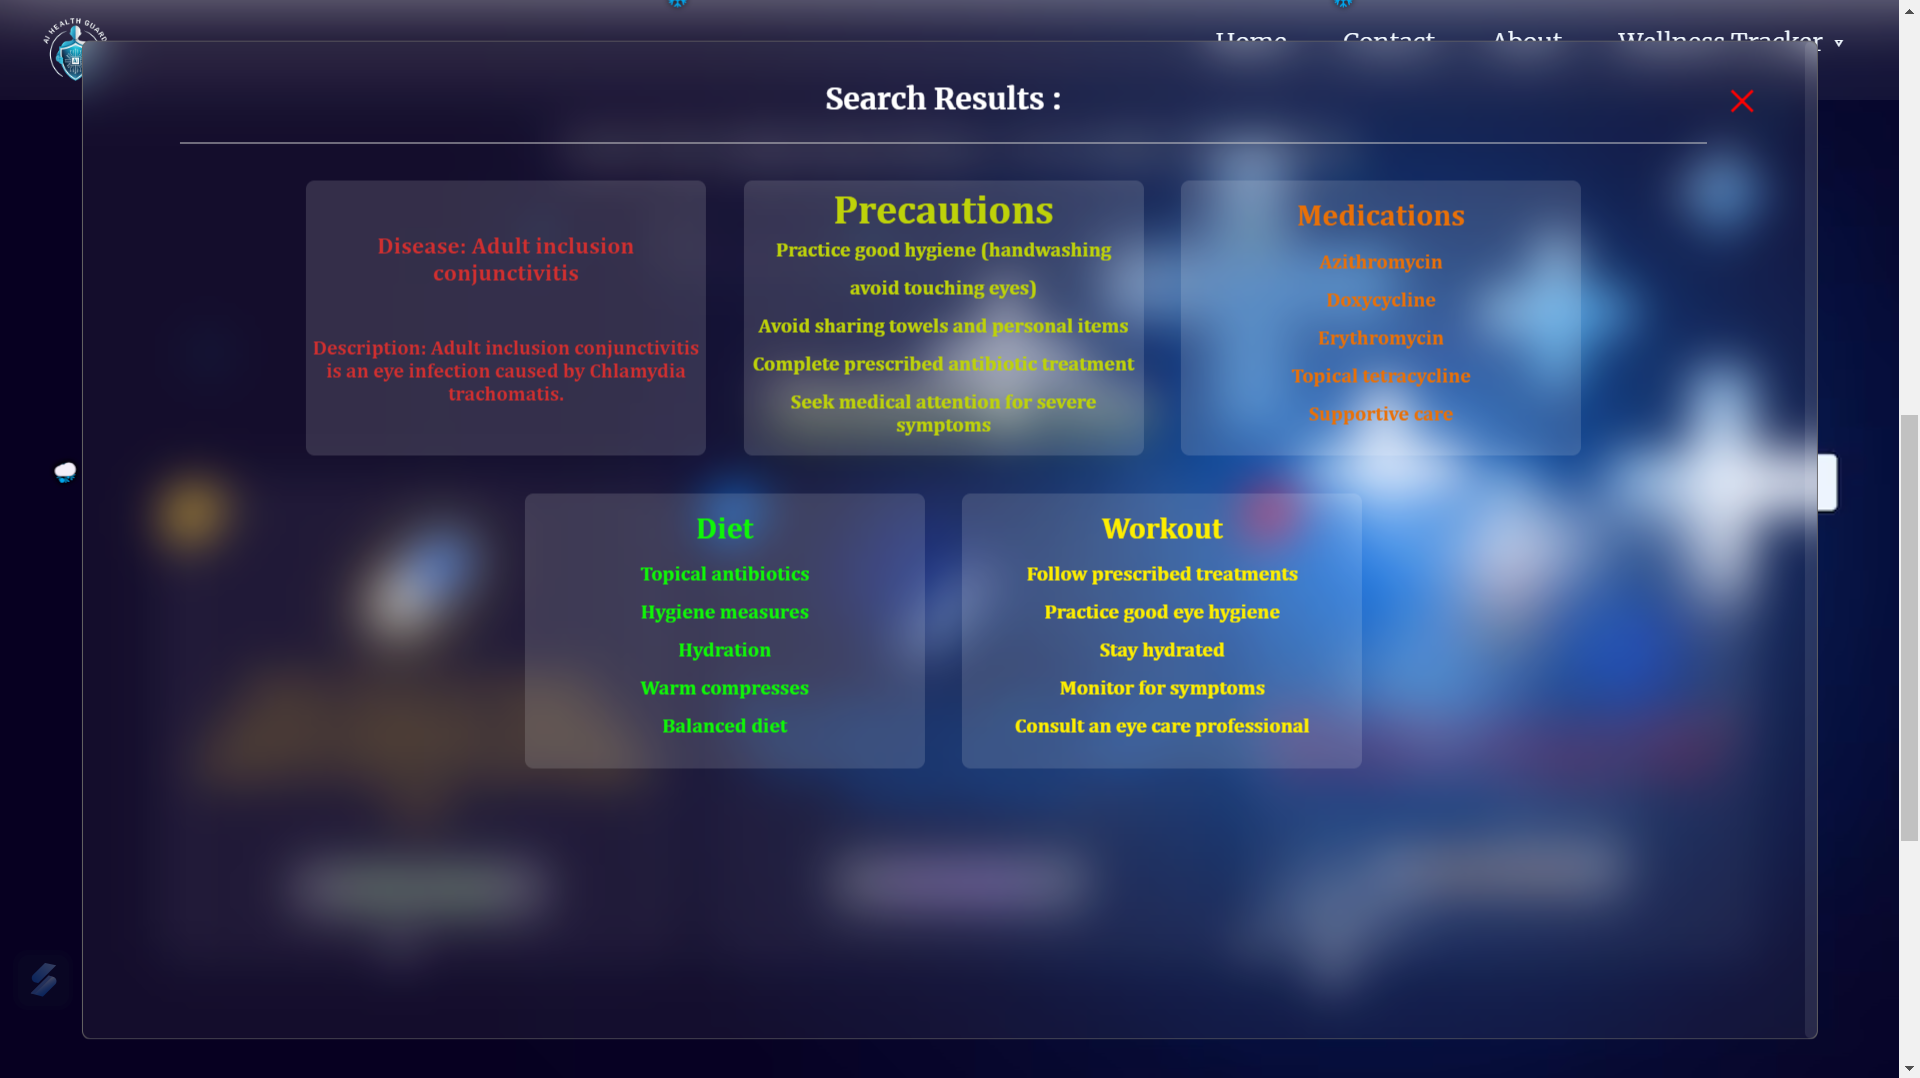 AI HEALTH GUARD
Home
Contact
About
Wellness Tracker
Search Results :
Disease: Adult inclusion
conjunctivitis
Description: Adult inclusion conjunctivitis
is an eye infection caused by Chlamydia
trachomatis.
Precautions
Practice good hygiene (handwashing
avoid touching eyes)
Avoid sharing towels and personal items
Complete prescribed antibiotic treatment
Seek medical attention for severe
symptoms
Medications
Azithromycin
Doxycycline
Erythromycin
Topical tetracycline
Supportive care
Diet
Topical antibiotics
Hygiene measures
Hydration
Warm compresses
Balanced diet
Workout
Follow prescribed treatments
Practice good eye hygiene
Stay hydrated
Monitor for symptoms
Consult an eye care professional